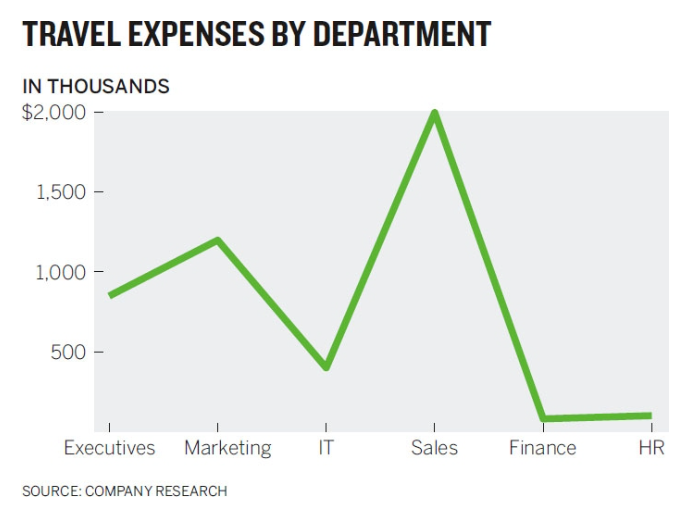 TRAVEL EXPENSES BY DEPARTMENT
IN THOUSANDS
$2,000
1,500
1,000
500
Executives Marketing IT Sales Finance HR
SOURCE: COMPANY RESEARCH